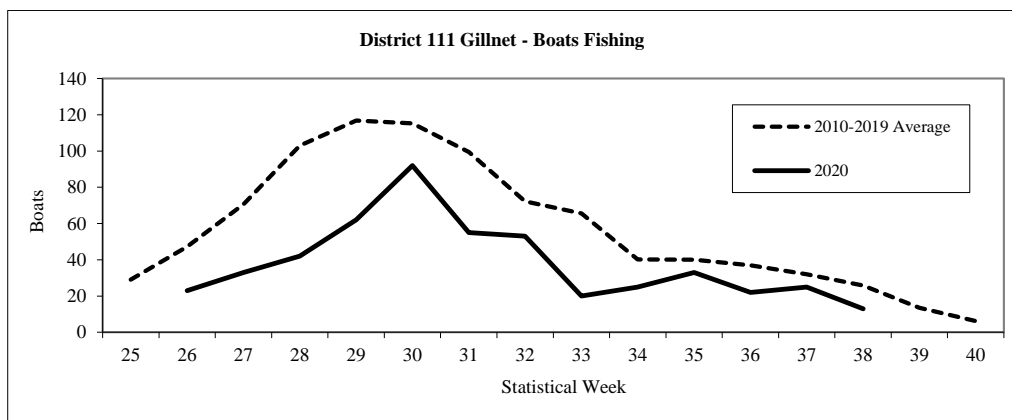 District 111 Gillnet - Boats Fishing
140
120
100
80
60
40
20
0
Boats
2010-2019 Average
2020
25 26 27 28 29 30 31 32 33 34 35 36 37 38 39 40
Statistical Week